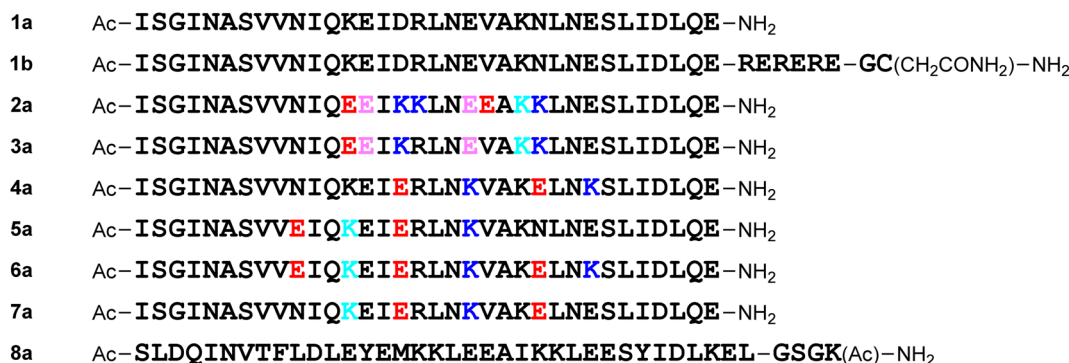 1a Ac–ISGINASVVNIQKEIDRLNEVAKNLNESLIDLQE–NH2
1b Ac–ISGINASVVNIQKEIDRLNEVAKNLNESLIDLQE–RERERE–GC(CH2CONH2)–NH2
2a Ac–ISGINASVVNIQEEIKKLNEEAKKLNESLIDLQE–NH2
3a Ac–ISGINASVVNIQEEIKRLNEVAKKLNESLIDLQE–NH2
4a Ac–ISGINASVVNIQKEIERLNKVAKELNKSLIDLQE–NH2
5a Ac–ISGINASVVEIQKEIERLNKVAKNLNESLIDLQE–NH2
6a Ac–ISGINASVVEIQKEIERLNKVAKELNKSLIDLQE–NH2
7a Ac–ISGINASVVNIQKEIERLNKVAKELNESLIDLQE–NH2
8a Ac–SLDQINVTFLDLEYEMKKLEEAIKKLEESYIDLKEL–GSGK(Ac)–NH2